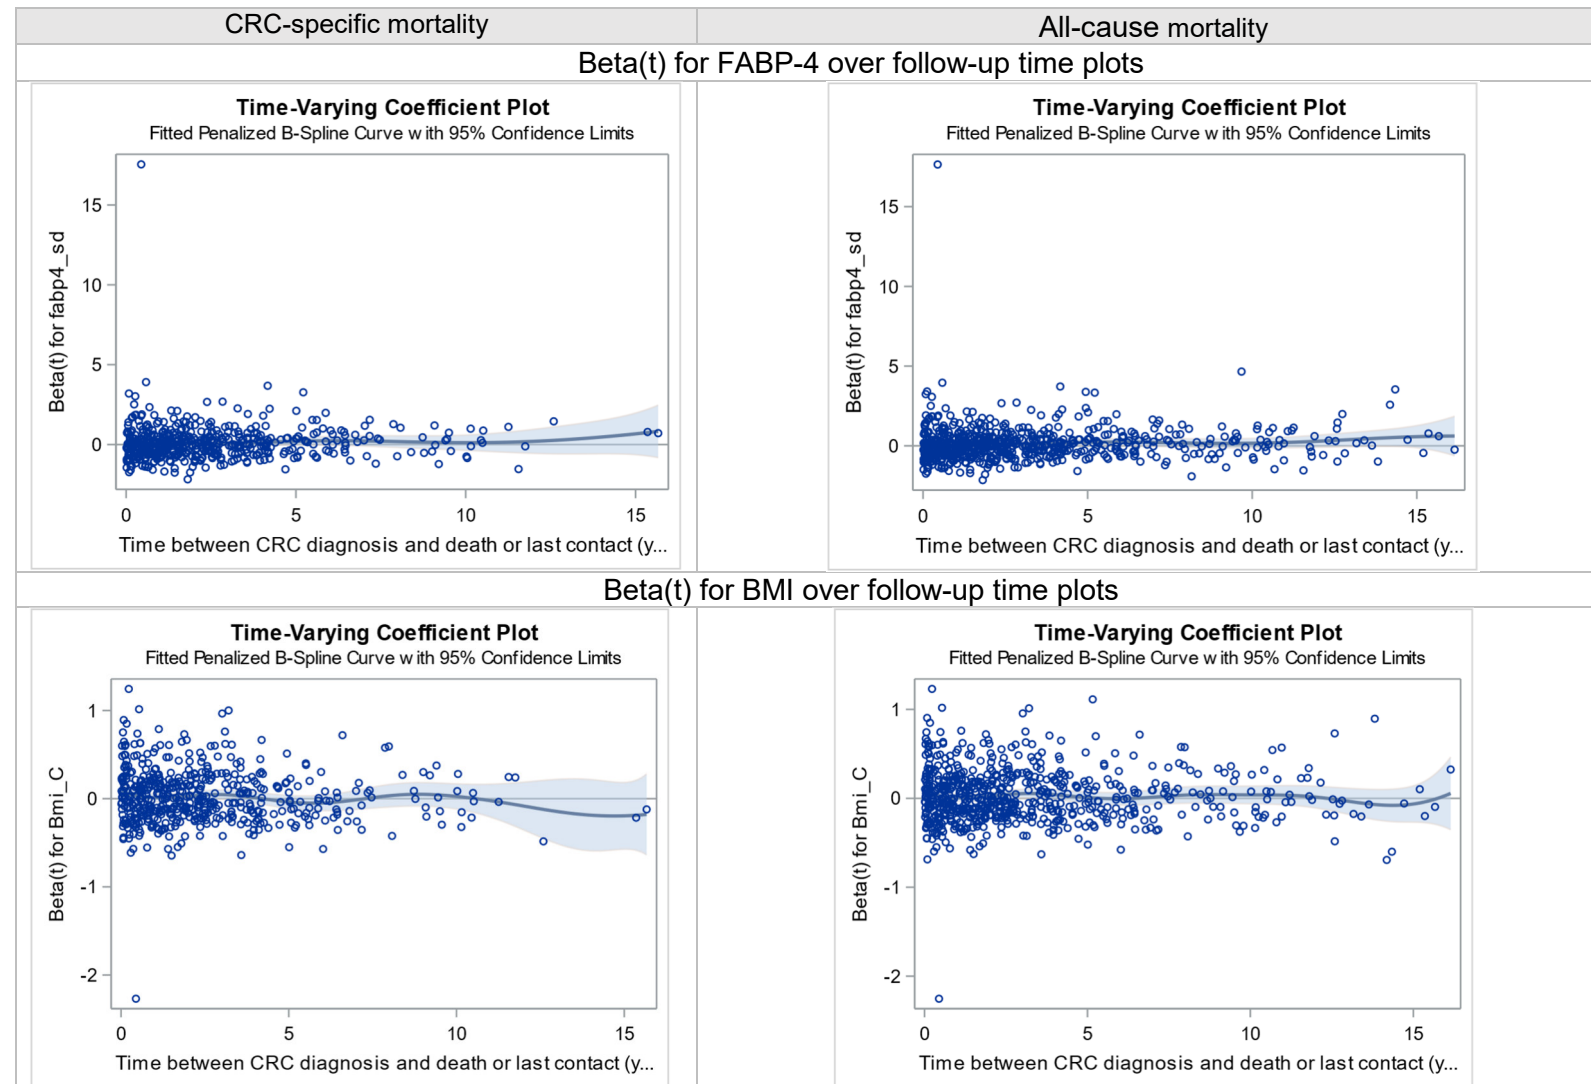 CRC-specific mortality
All-cause mortality
Beta(t) for FABP-4 over follow-up time plots
Time-Varying Coefficient Plot
Fitted Penalized B-Spline Curve with 95% Confidence Limits
Beta(t) for fabp4_sd
15
10
5
0
0 5 10 15
Time between CRC diagnosis and death or last contact (y...
Time-Varying Coefficient Plot
Fitted Penalized B-Spline Curve with 95% Confidence Limits
Beta(t) for fabp4_sd
15
10
5
0
0 5 10 15
Time between CRC diagnosis and death or last contact (y...
Beta(t) for BMI over follow-up time plots
Time-Varying Coefficient Plot
Fitted Penalized B-Spline Curve with 95% Confidence Limits
Beta(t) for Bmi_C
1
0
-1
-2
0 5 10 15
Time between CRC diagnosis and death or last contact (y...
Time-Varying Coefficient Plot
Fitted Penalized B-Spline Curve with 95% Confidence Limits
Beta(t) for Bmi_C
1
0
-1
-2
0 5 10 15
Time between CRC diagnosis and death or last contact (y...